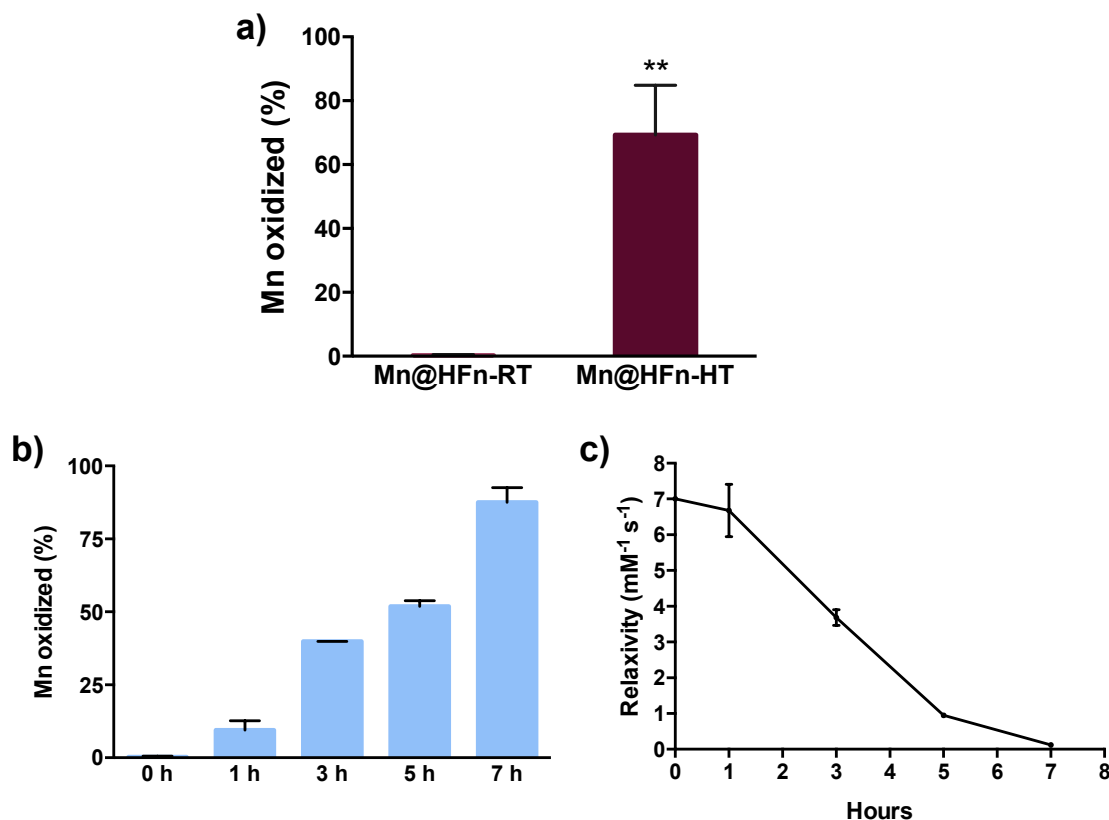 a)
Mn oxidized (%)
100
80
60
40
20
0
**
Mn@HFn-RT
Mn@HFn-HT
b)
Mn oxidized (%)
100
75
50
25
0
0 h
1 h
3 h
5 h
7 h
c)
Relaxivity (mM⁻¹ s⁻¹)
8
7
6
5
4
3
2
1
0
0
1
2
3
4
5
6
7
8
Hours